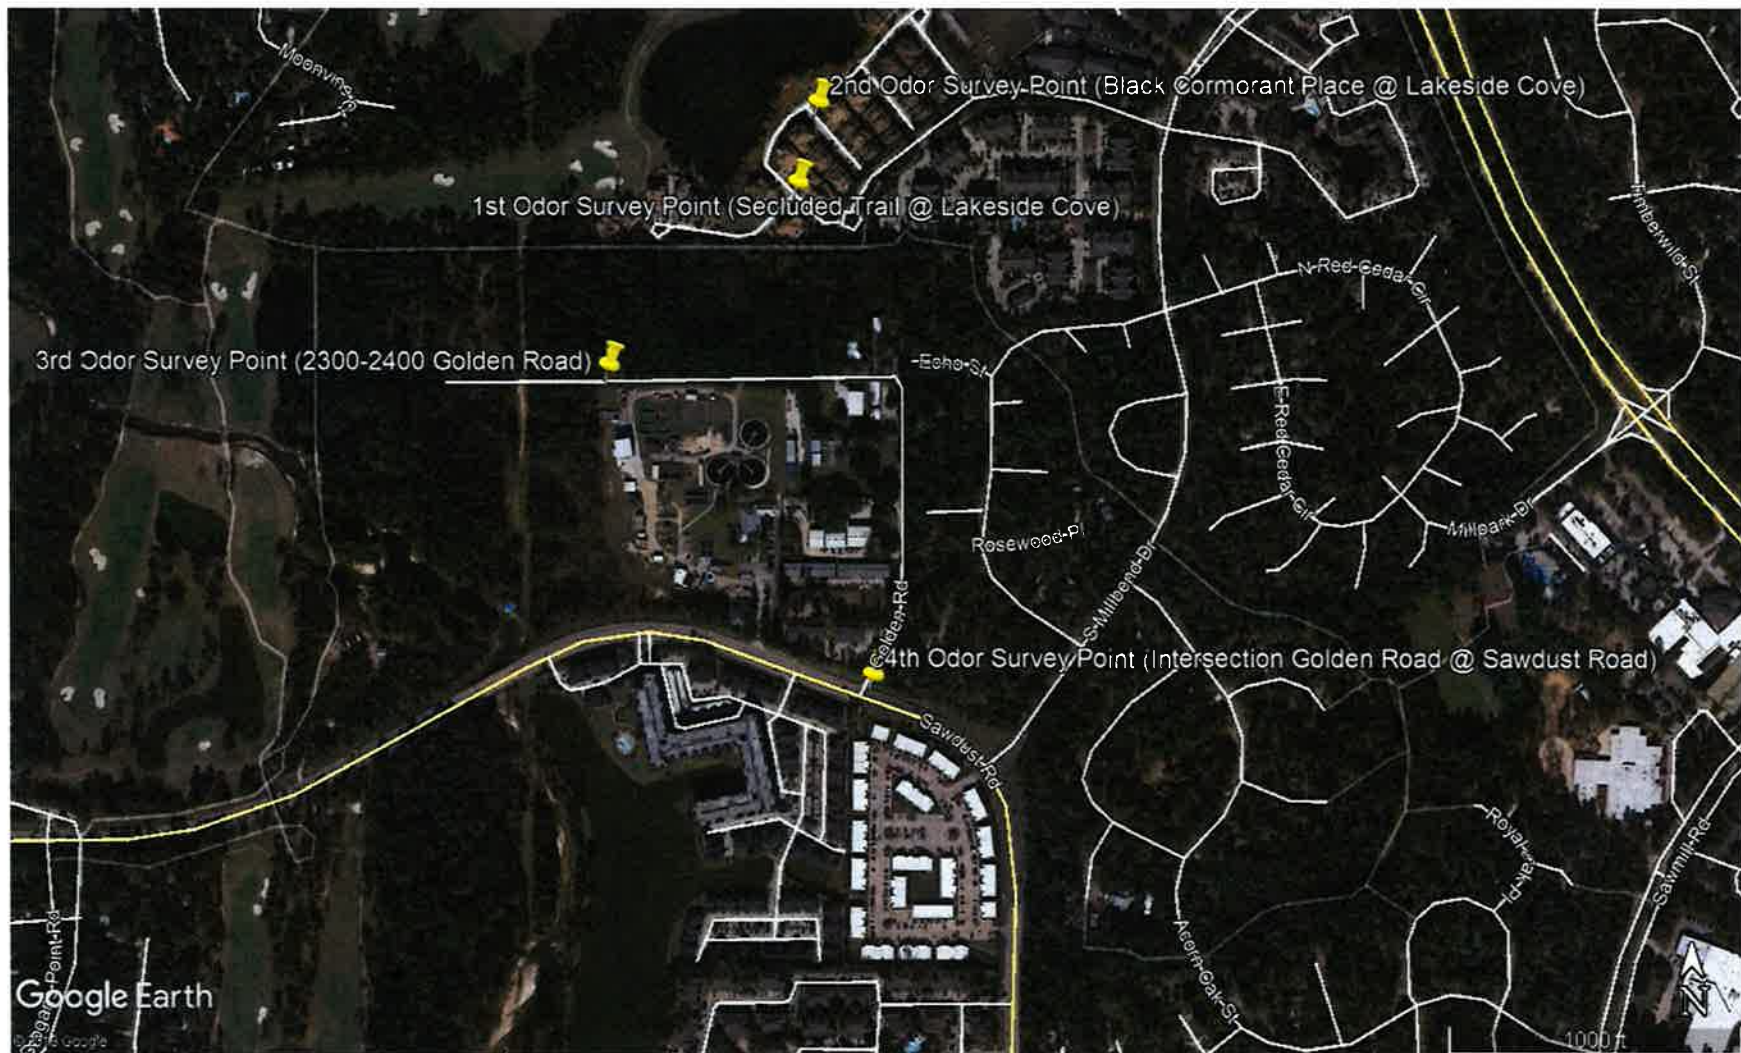 Moonvine
2nd Odor Survey Point (Black Cormorant Place @ Lakeside Cove)
1st Odor Survey Point (Secluded Trail @ Lakeside Cove)
Timberwild St
N Red Cedar Cir
3rd Odor Survey Point (2300-2400 Golden Road)
Echo St
E Red Cedar Cir
Millpark Dr
Rosewood Pl
S Millbend Dr
Golden Rd
4th Odor Survey Point (Intersection Golden Road @ Sawdust Road)
Sawdust Rd
Royal Oak Pl
Sawmill Rd
Acorn Oak St
Point Rd
Google Earth
N
Google
1000 ft